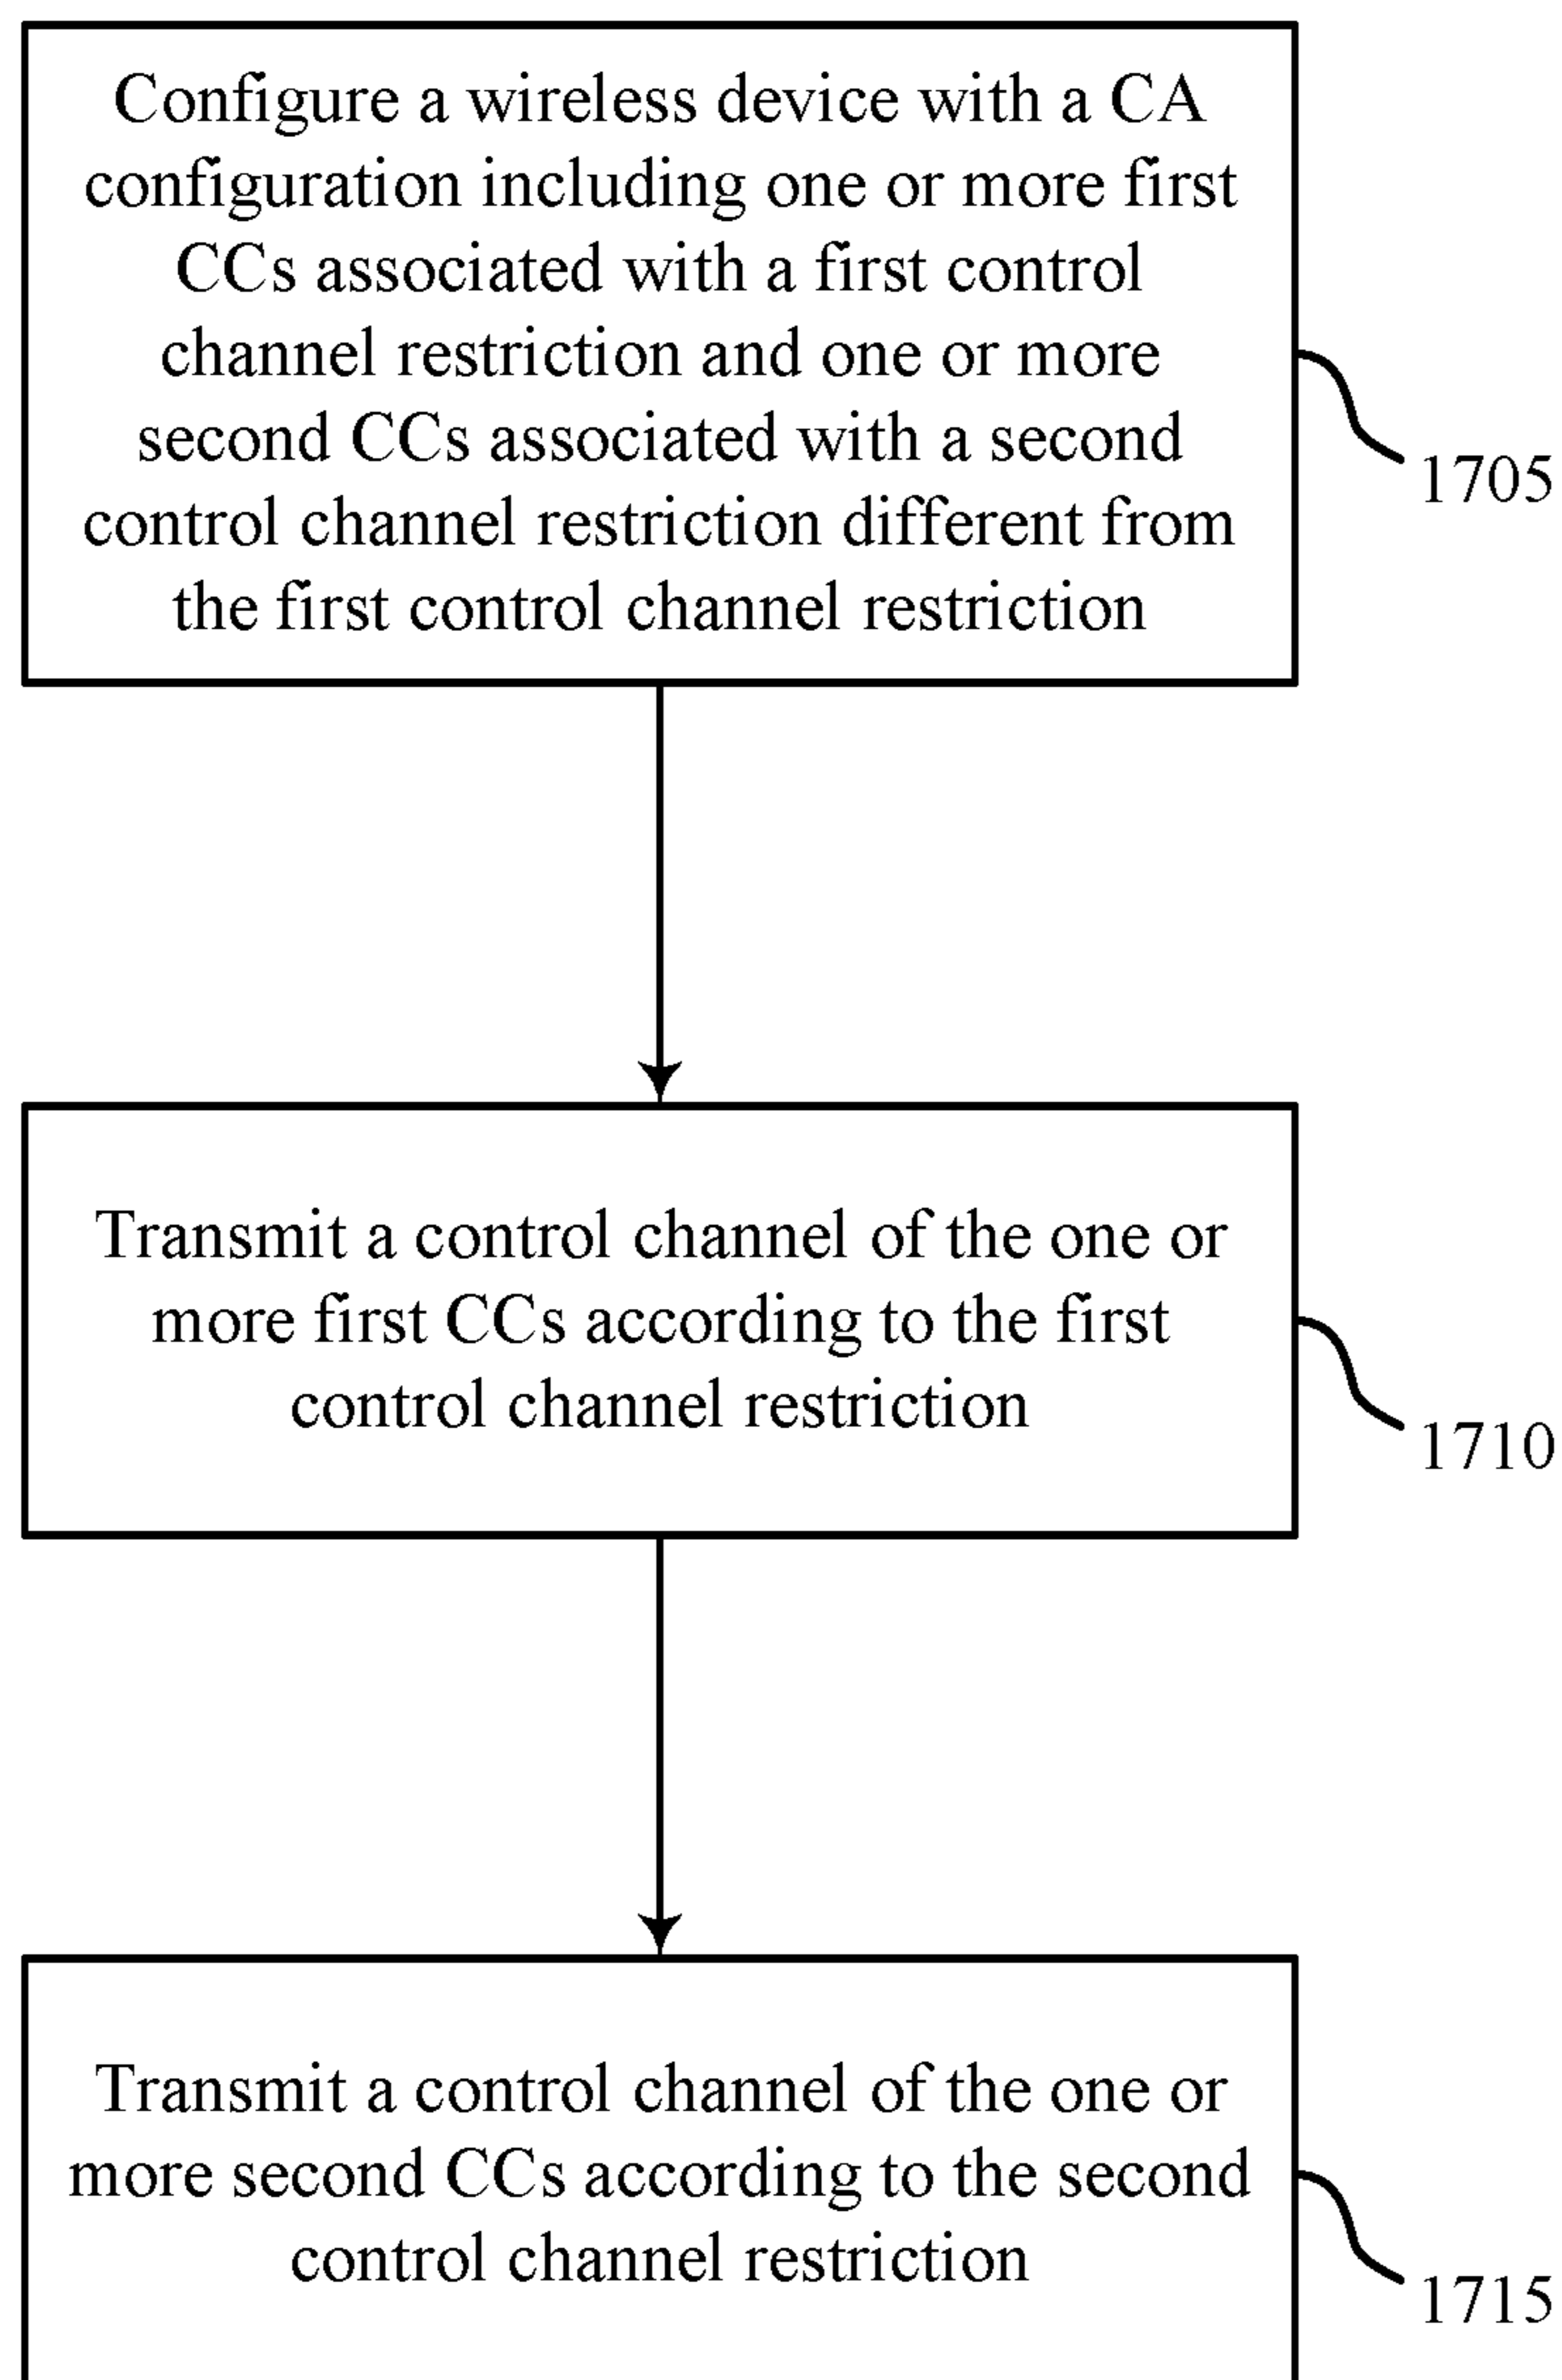 Configure a wireless device with a CA
configuration including one or more first
CCs associated with a first control
channel restriction and one or more
second CCs associated with a second
control channel restriction different from
the first control channel restriction
1705
Transmit a control channel of the one or
more first CCs according to the first
control channel restriction
1710
Transmit a control channel of the one or
more second CCs according to the second
control channel restriction
1715